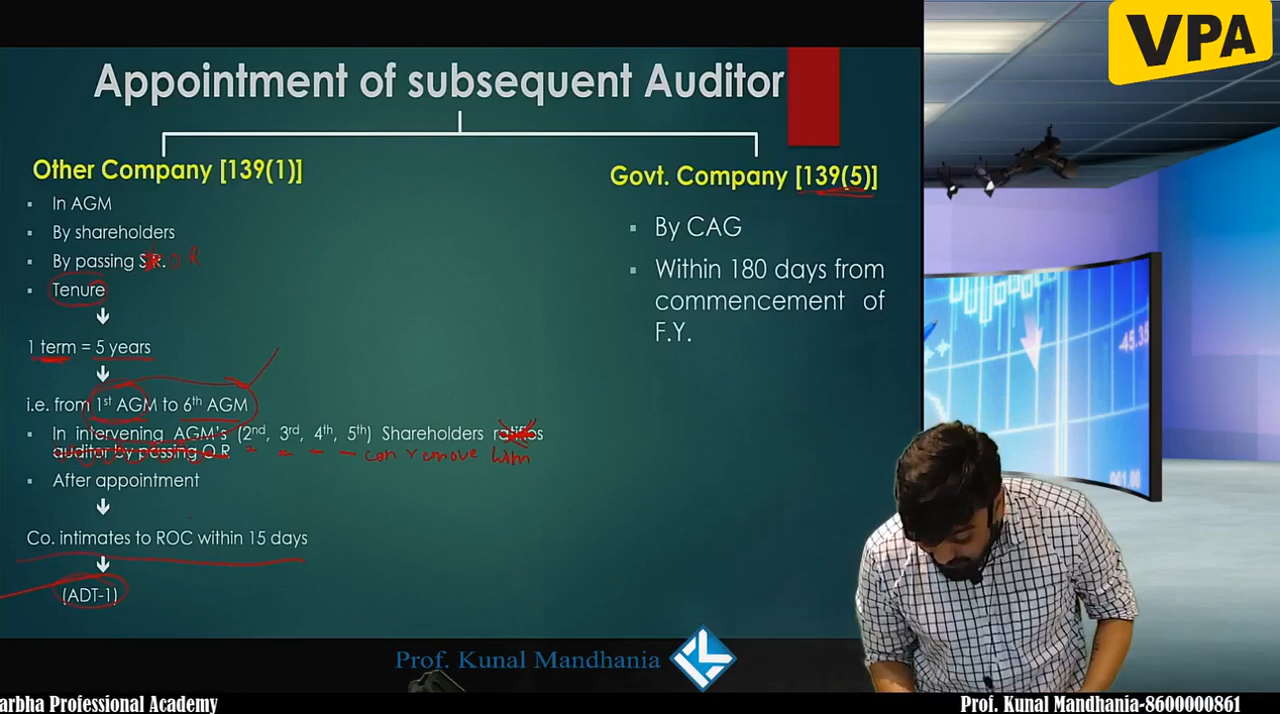 VPA
Appointment of subsequent Auditor
Other Company [139(1)]
▪ In AGM
▪ By shareholders
▪ By passing S.R. O R
▪ Tenure
1 term = 5 years
i.e. from 1st AGM to 6th AGM
▪ In intervening AGM's (2nd, 3rd, 4th, 5th) Shareholders ratifies
auditor by passing O.R
can remove him
▪ After appointment
Co. intimates to ROC within 15 days
(ADT-1)
Govt. Company [139(5)]
▪ By CAG
▪ Within 180 days from
commencement of
F.Y.
Prof. Kunal Mandhania
arbha Professional Academy
Prof. Kunal Mandhania-8600000861